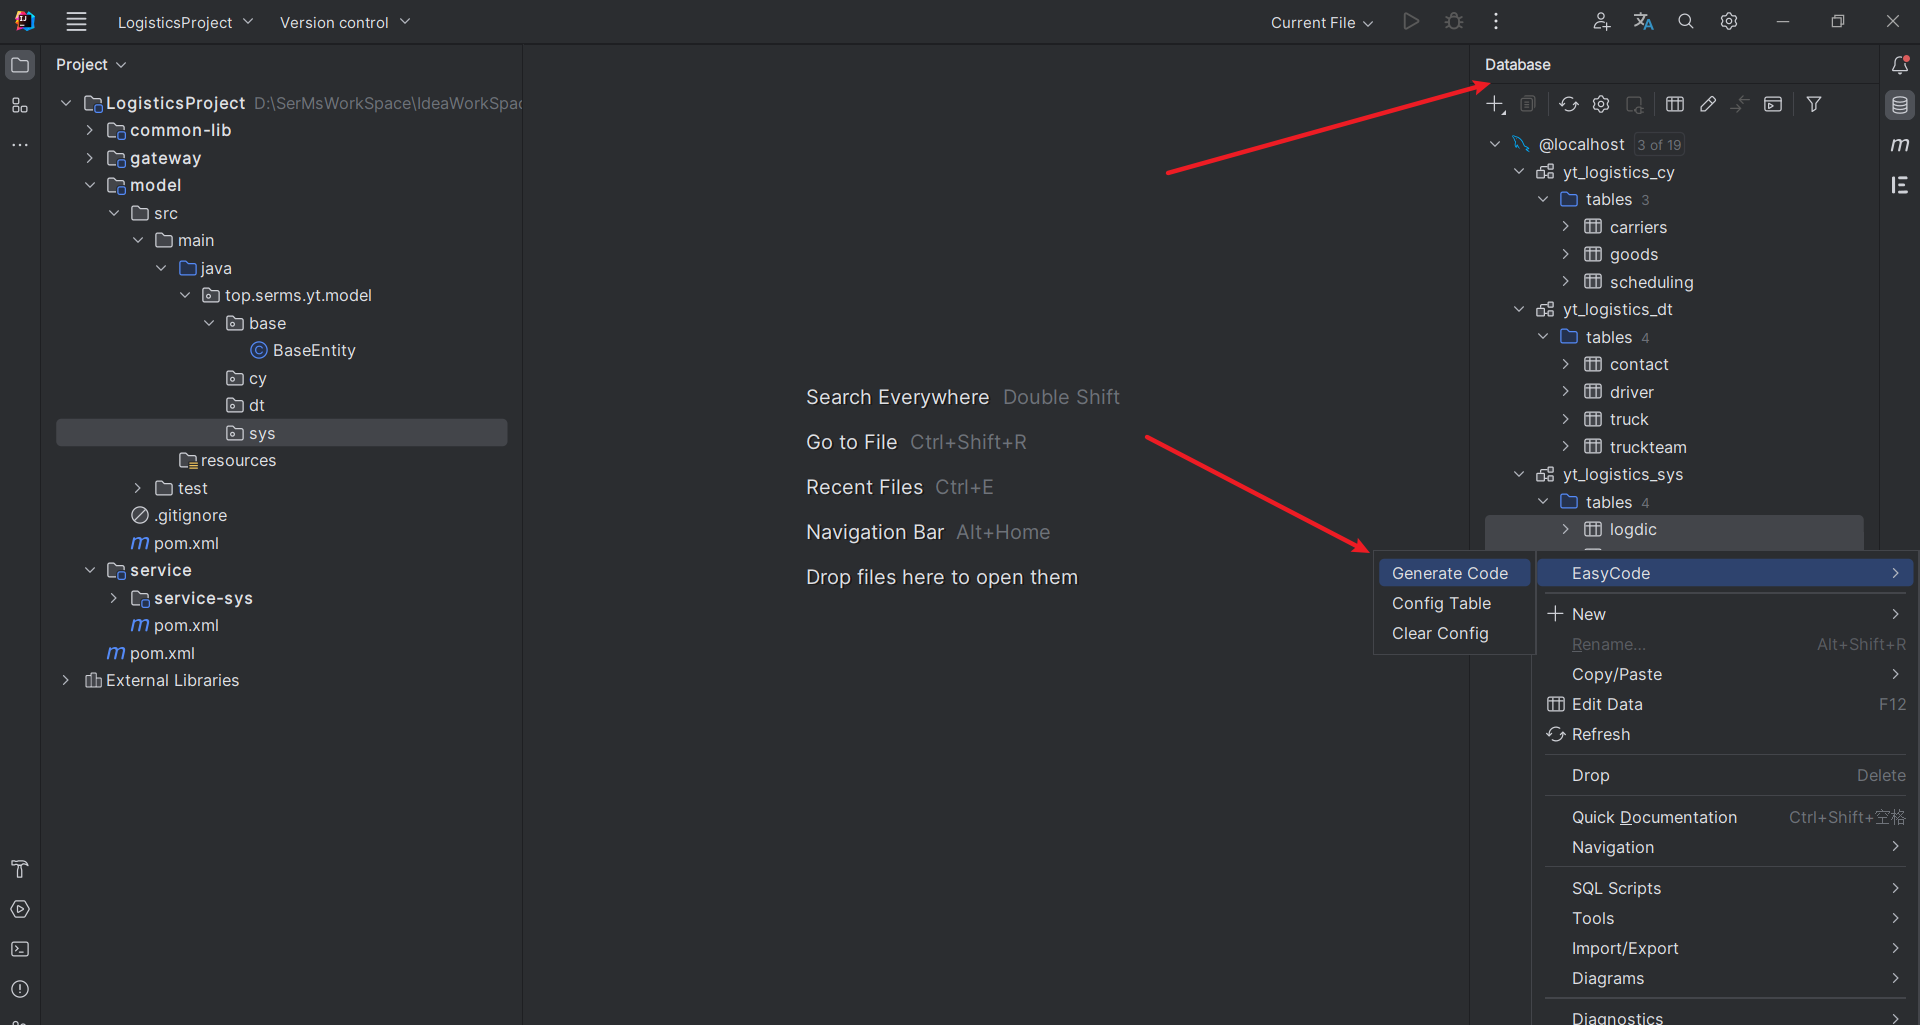 LogisticsProject
Version control
Current File
Project
LogisticsProject D:\SerMsWorkSpace\IdeaWorkSpac
common-lib
gateway
model
src
main
java
top.serms.yt.model
base
BaseEntity
cy
dt
sys
resources
test
.gitignore
pom.xml
service
service-sys
pom.xml
pom.xml
External Libraries
Search Everywhere Double Shift
Go to File Ctrl+Shift+R
Recent Files Ctrl+E
Navigation Bar Alt+Home
Drop files here to open them
Database
@localhost 3 of 19
yt_logistics_cy
tables 3
carriers
goods
scheduling
yt_logistics_dt
tables 4
contact
driver
truck
truckteam
yt_logistics_sys
tables 4
logdic
Generate Code
Config Table
Clear Config
EasyCode
New
Rename... Alt+Shift+R
Copy/Paste
Edit Data F12
Refresh
Drop Delete
Quick Documentation Ctrl+Shift+空格
Navigation
SQL Scripts
Tools
Import/Export
Diagrams
Diagnostics